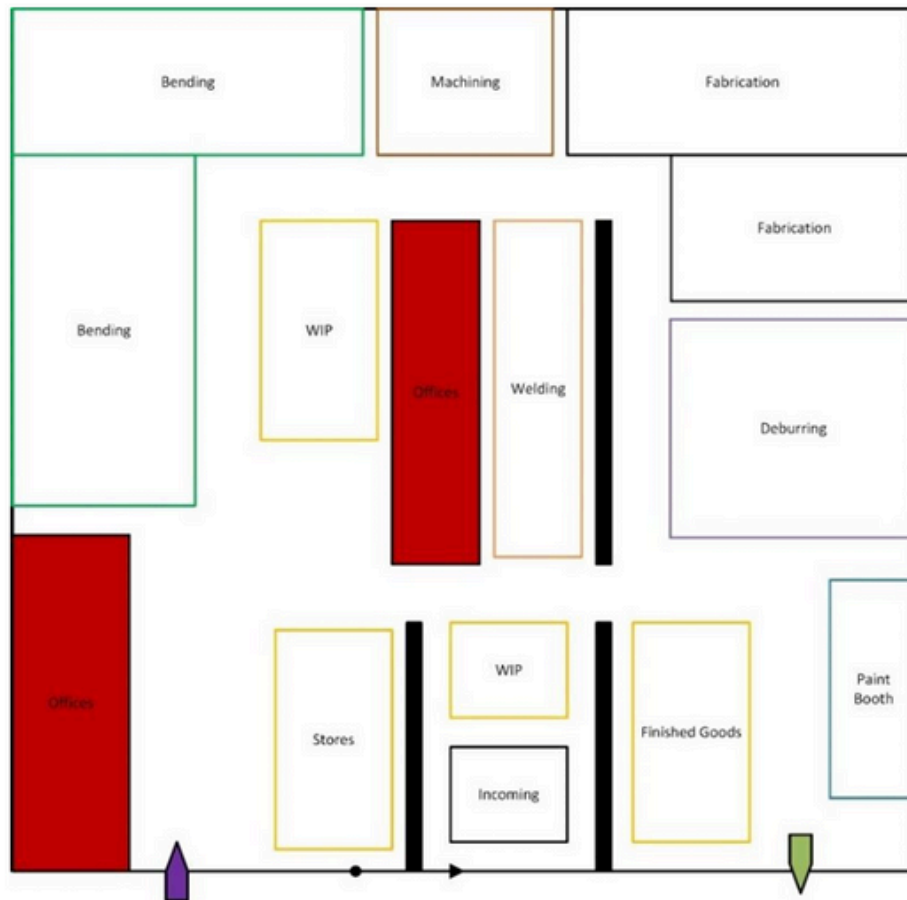 Bending
Machining
Fabrication
Fabrication
Bending
WIP
Offices
Welding
Deburring
Offices
Stores
WIP
Incoming
Finished Goods
Paint
Booth